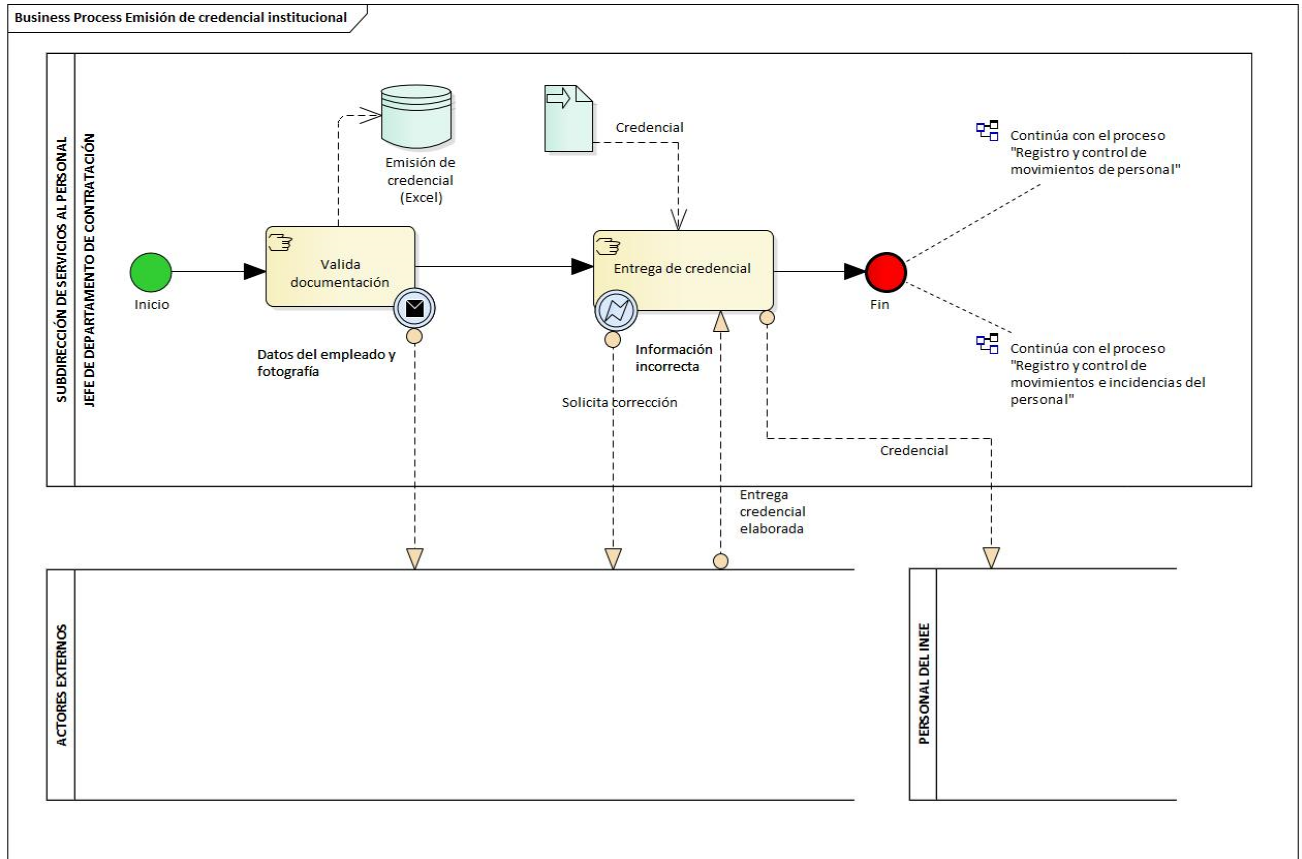 Business Process Emisión de credencial institucional
SUBDIRECCIÓN DE SERVICIOS AL PERSONAL
JEFE DE DEPARTAMENTO DE CONTRATACIÓN
Emisión de
credencial
(Excel)
Credencial
Continúa con el proceso
"Registro y control de
movimientos de personal"
Inicio
Valida
documentación
Entrega de credencial
Fin
Datos del empleado y
fotografía
Información
incorrecta
Solicita corrección
Continúa con el proceso
"Registro y control de
movimientos e incidencias del
personal"
Credencial
Entrega
credencial
elaborada
ACTORES EXTERNOS
PERSONAL DEL INEE